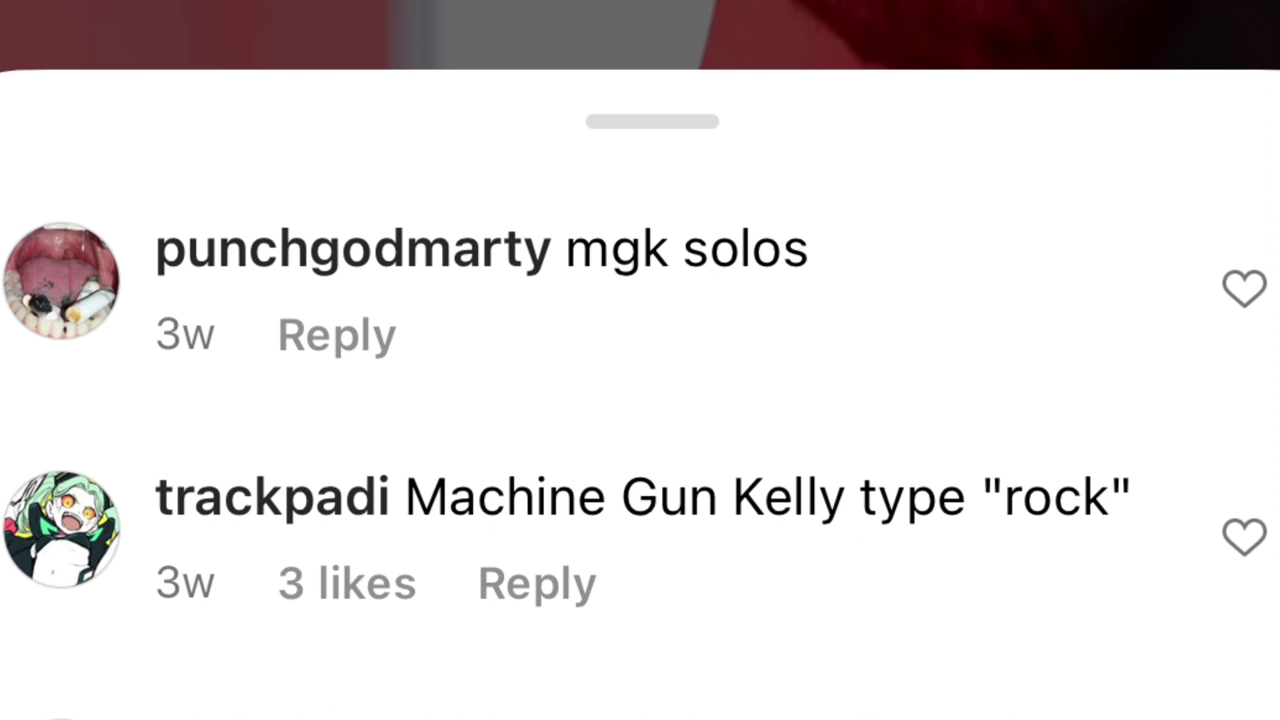 punchgodmarty mgk solos
3w Reply
trackpadi Machine Gun Kelly type "rock"
3w 3 likes Reply